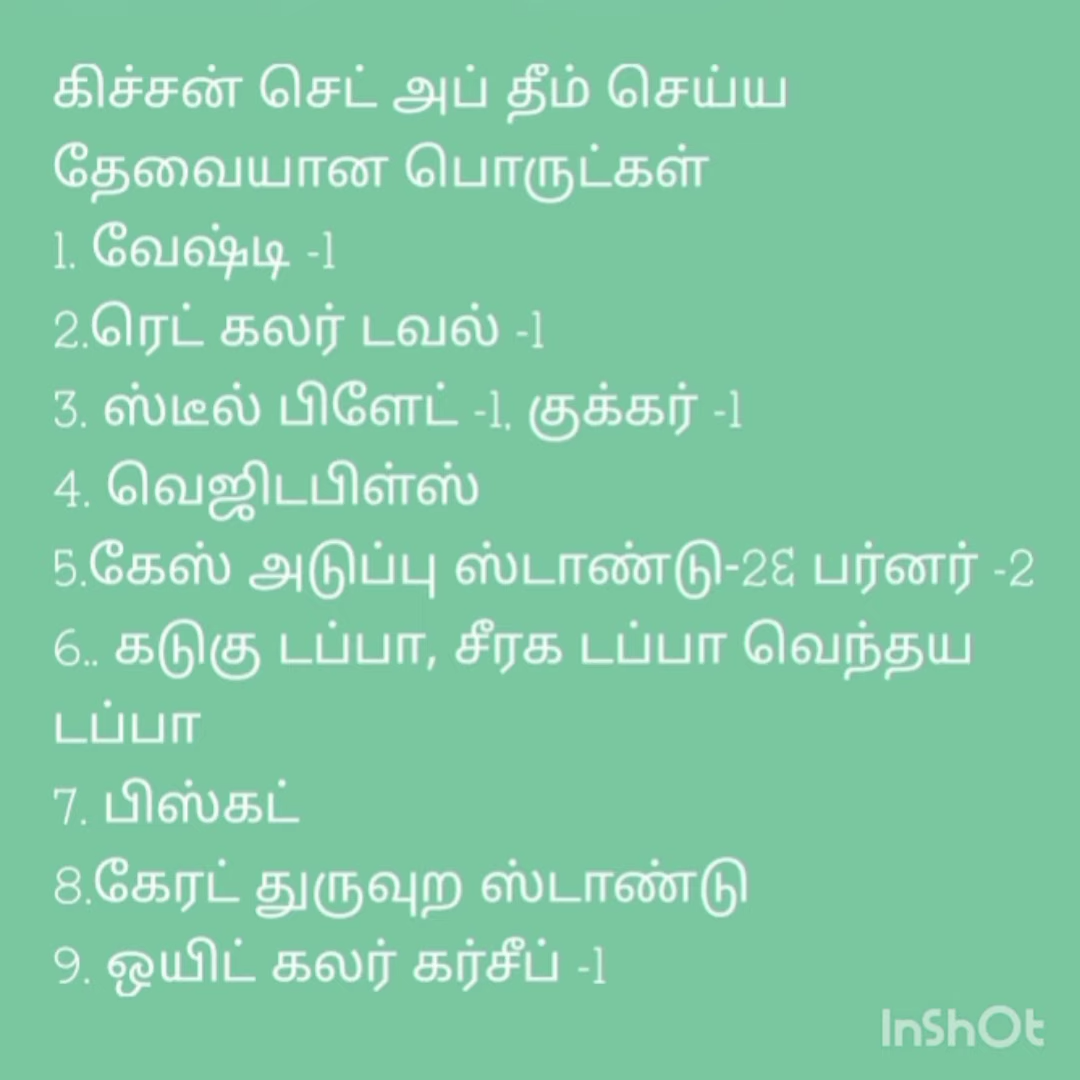 கிச்சன் செட் அப் தீம் செய்ய
தேவையான பொருட்கள்
1. வேஷ்டி -1
2.ரெட் கலர் டவல் -1
3. ஸ்டீல் பிளேட் -1, குக்கர் -1
4. வெஜிடபிள்ஸ்
5.கேஸ் அடுப்பு ஸ்டாண்டு-2& பர்னர் -2
6.. கடுகு டப்பா, சீரக டப்பா வெந்தய
டப்பா
7. பிஸ்கட்
8.கேரட் துருவுற ஸ்டாண்டு
9. ஒயிட் கலர் கர்சீப் -1
InShOt